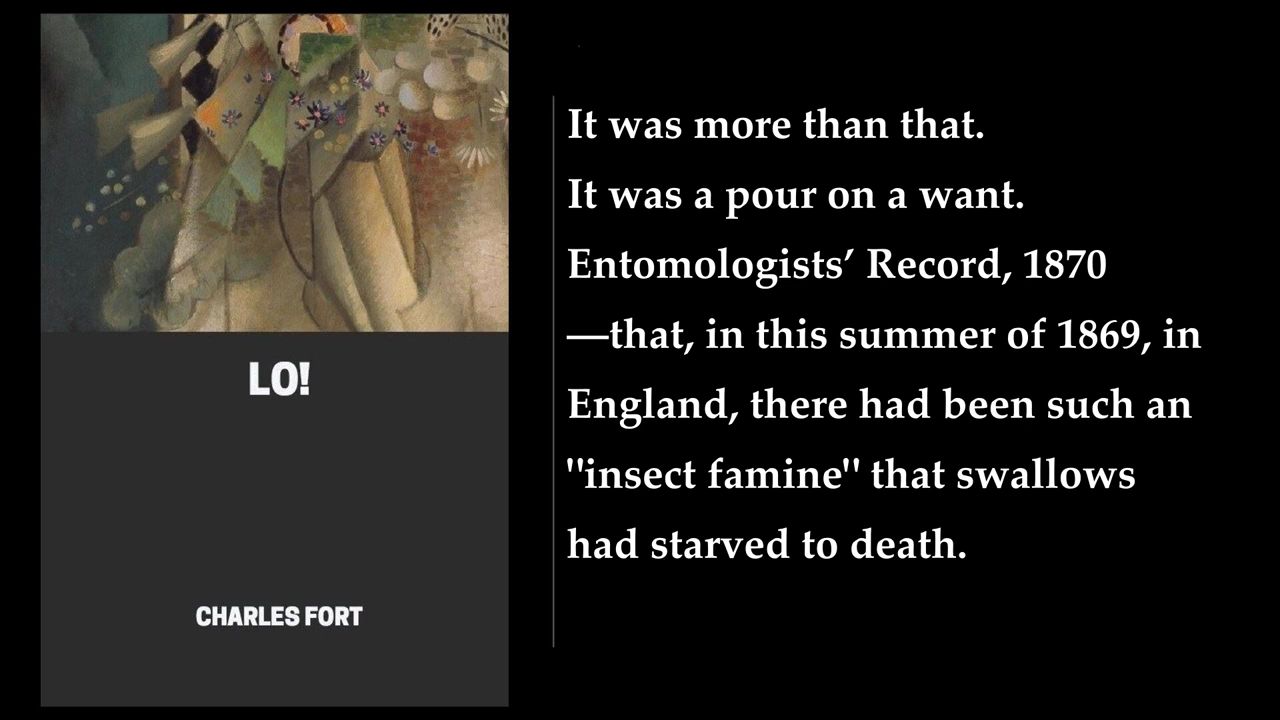 LO!
CHARLES FORT
It was more than that.
It was a pour on a want.
Entomologists’ Record, 1870
—that, in this summer of 1869, in
England, there had been such an
"insect famine" that swallows
had starved to death.